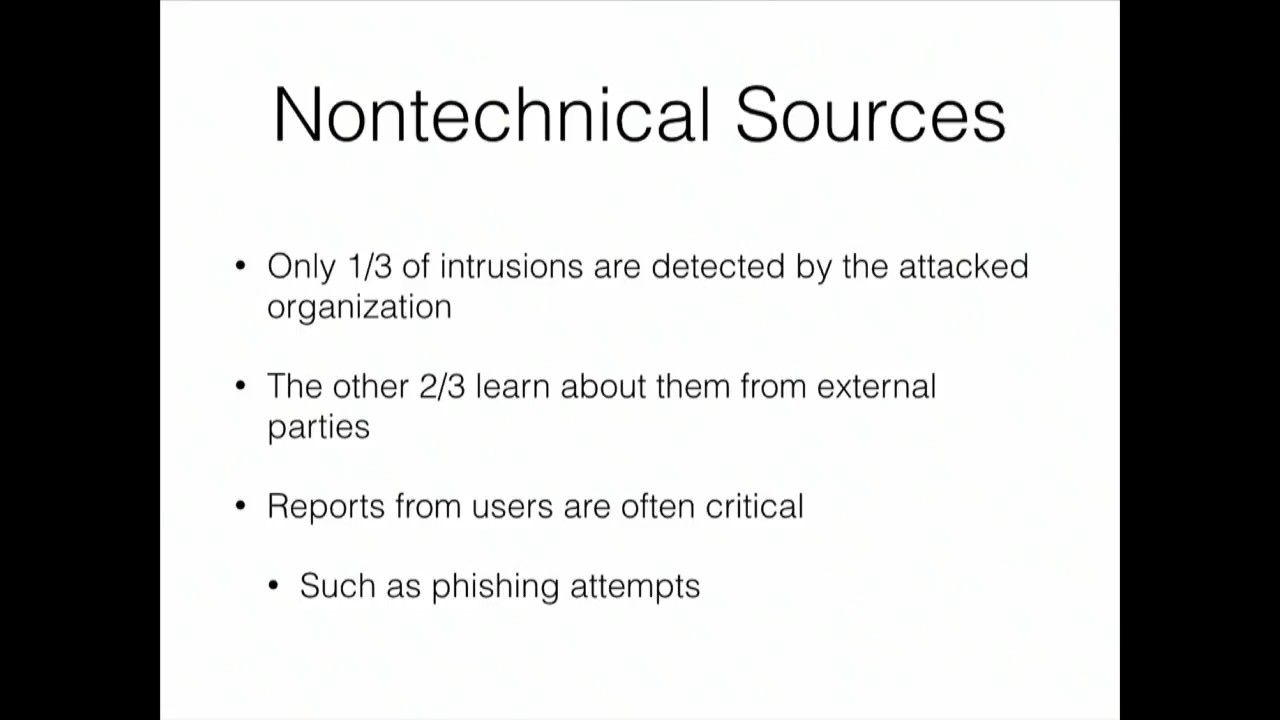 Nontechnical Sources
• Only 1/3 of intrusions are detected by the attacked
organization
• The other 2/3 learn about them from external
parties
• Reports from users are often critical
• Such as phishing attempts